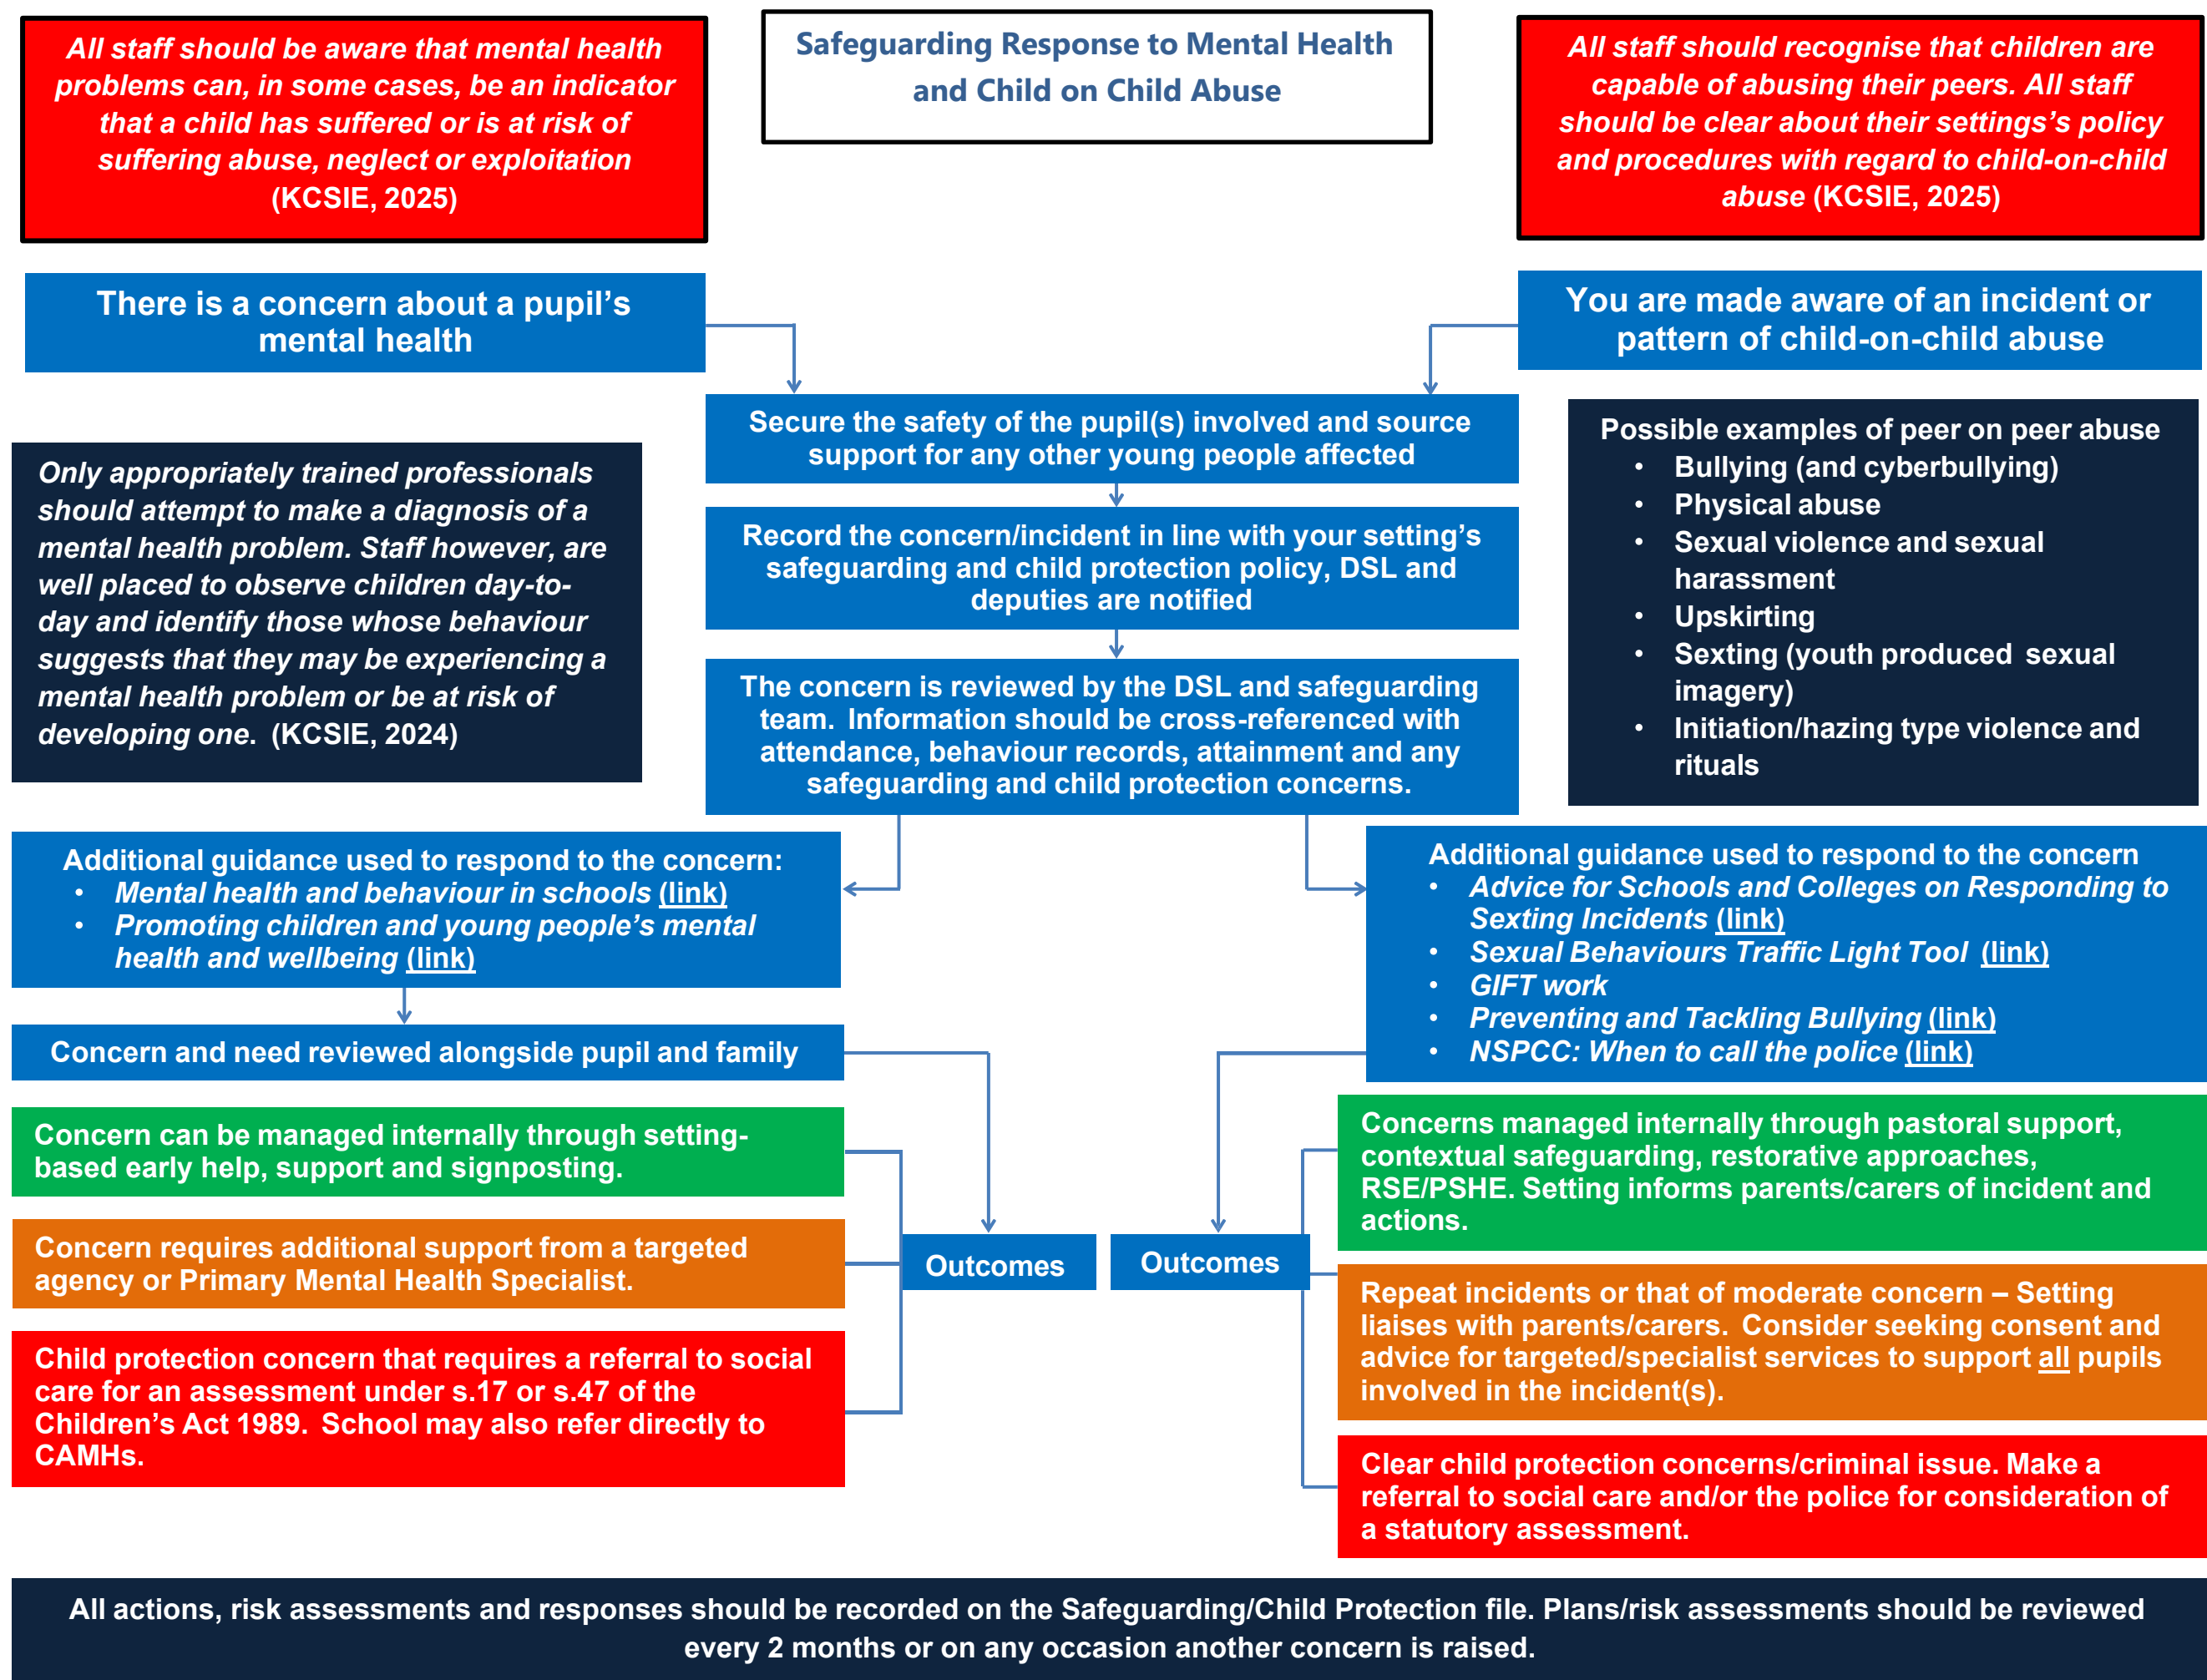 All staff should be aware that mental health
problems can, in some cases, be an indicator
that a child has suffered or is at risk of
suffering abuse, neglect or exploitation
(KCSIE, 2025)
Safeguarding Response to Mental Health
and Child on Child Abuse
All staff should recognise that children are
capable of abusing their peers. All staff
should be clear about their settings's policy
and procedures with regard to child-on-child
abuse (KCSIE, 2025)
There is a concern about a pupil’s
mental health
You are made aware of an incident or
pattern of child-on-child abuse
Secure the safety of the pupil(s) involved and source
support for any other young people affected
Record the concern/incident in line with your setting’s
safeguarding and child protection policy, DSL and
deputies are notified
The concern is reviewed by the DSL and safeguarding
team. Information should be cross-referenced with
attendance, behaviour records, attainment and any
safeguarding and child protection concerns.
Only appropriately trained professionals
should attempt to make a diagnosis of a
mental health problem. Staff however, are
well placed to observe children day-to-
day and identify those whose behaviour
suggests that they may be experiencing a
mental health problem or be at risk of
developing one. (KCSIE, 2024)
Possible examples of peer on peer abuse
• Bullying (and cyberbullying)
• Physical abuse
• Sexual violence and sexual
harassment
• Upskirting
• Sexting (youth produced sexual
imagery)
• Initiation/hazing type violence and
rituals
Additional guidance used to respond to the concern:
• Mental health and behaviour in schools (link)
• Promoting children and young people’s mental
health and wellbeing (link)
Additional guidance used to respond to the concern
• Advice for Schools and Colleges on Responding to
Sexting Incidents (link)
• Sexual Behaviours Traffic Light Tool (link)
• GIFT work
• Preventing and Tackling Bullying (link)
• NSPCC: When to call the police (link)
Concern and need reviewed alongside pupil and family
Concern can be managed internally through setting-
based early help, support and signposting.
Concern requires additional support from a targeted
agency or Primary Mental Health Specialist.
Child protection concern that requires a referral to social
care for an assessment under s.17 or s.47 of the
Children’s Act 1989. School may also refer directly to
CAMHs.
Outcomes
Outcomes
Concerns managed internally through pastoral support,
contextual safeguarding, restorative approaches,
RSE/PSHE. Setting informs parents/carers of incident and
actions.
Repeat incidents or that of moderate concern – Setting
liaises with parents/carers. Consider seeking consent and
advice for targeted/specialist services to support all pupils
involved in the incident(s).
Clear child protection concerns/criminal issue. Make a
referral to social care and/or the police for consideration of
a statutory assessment.
All actions, risk assessments and responses should be recorded on the Safeguarding/Child Protection file. Plans/risk assessments should be reviewed
every 2 months or on any occasion another concern is raised.